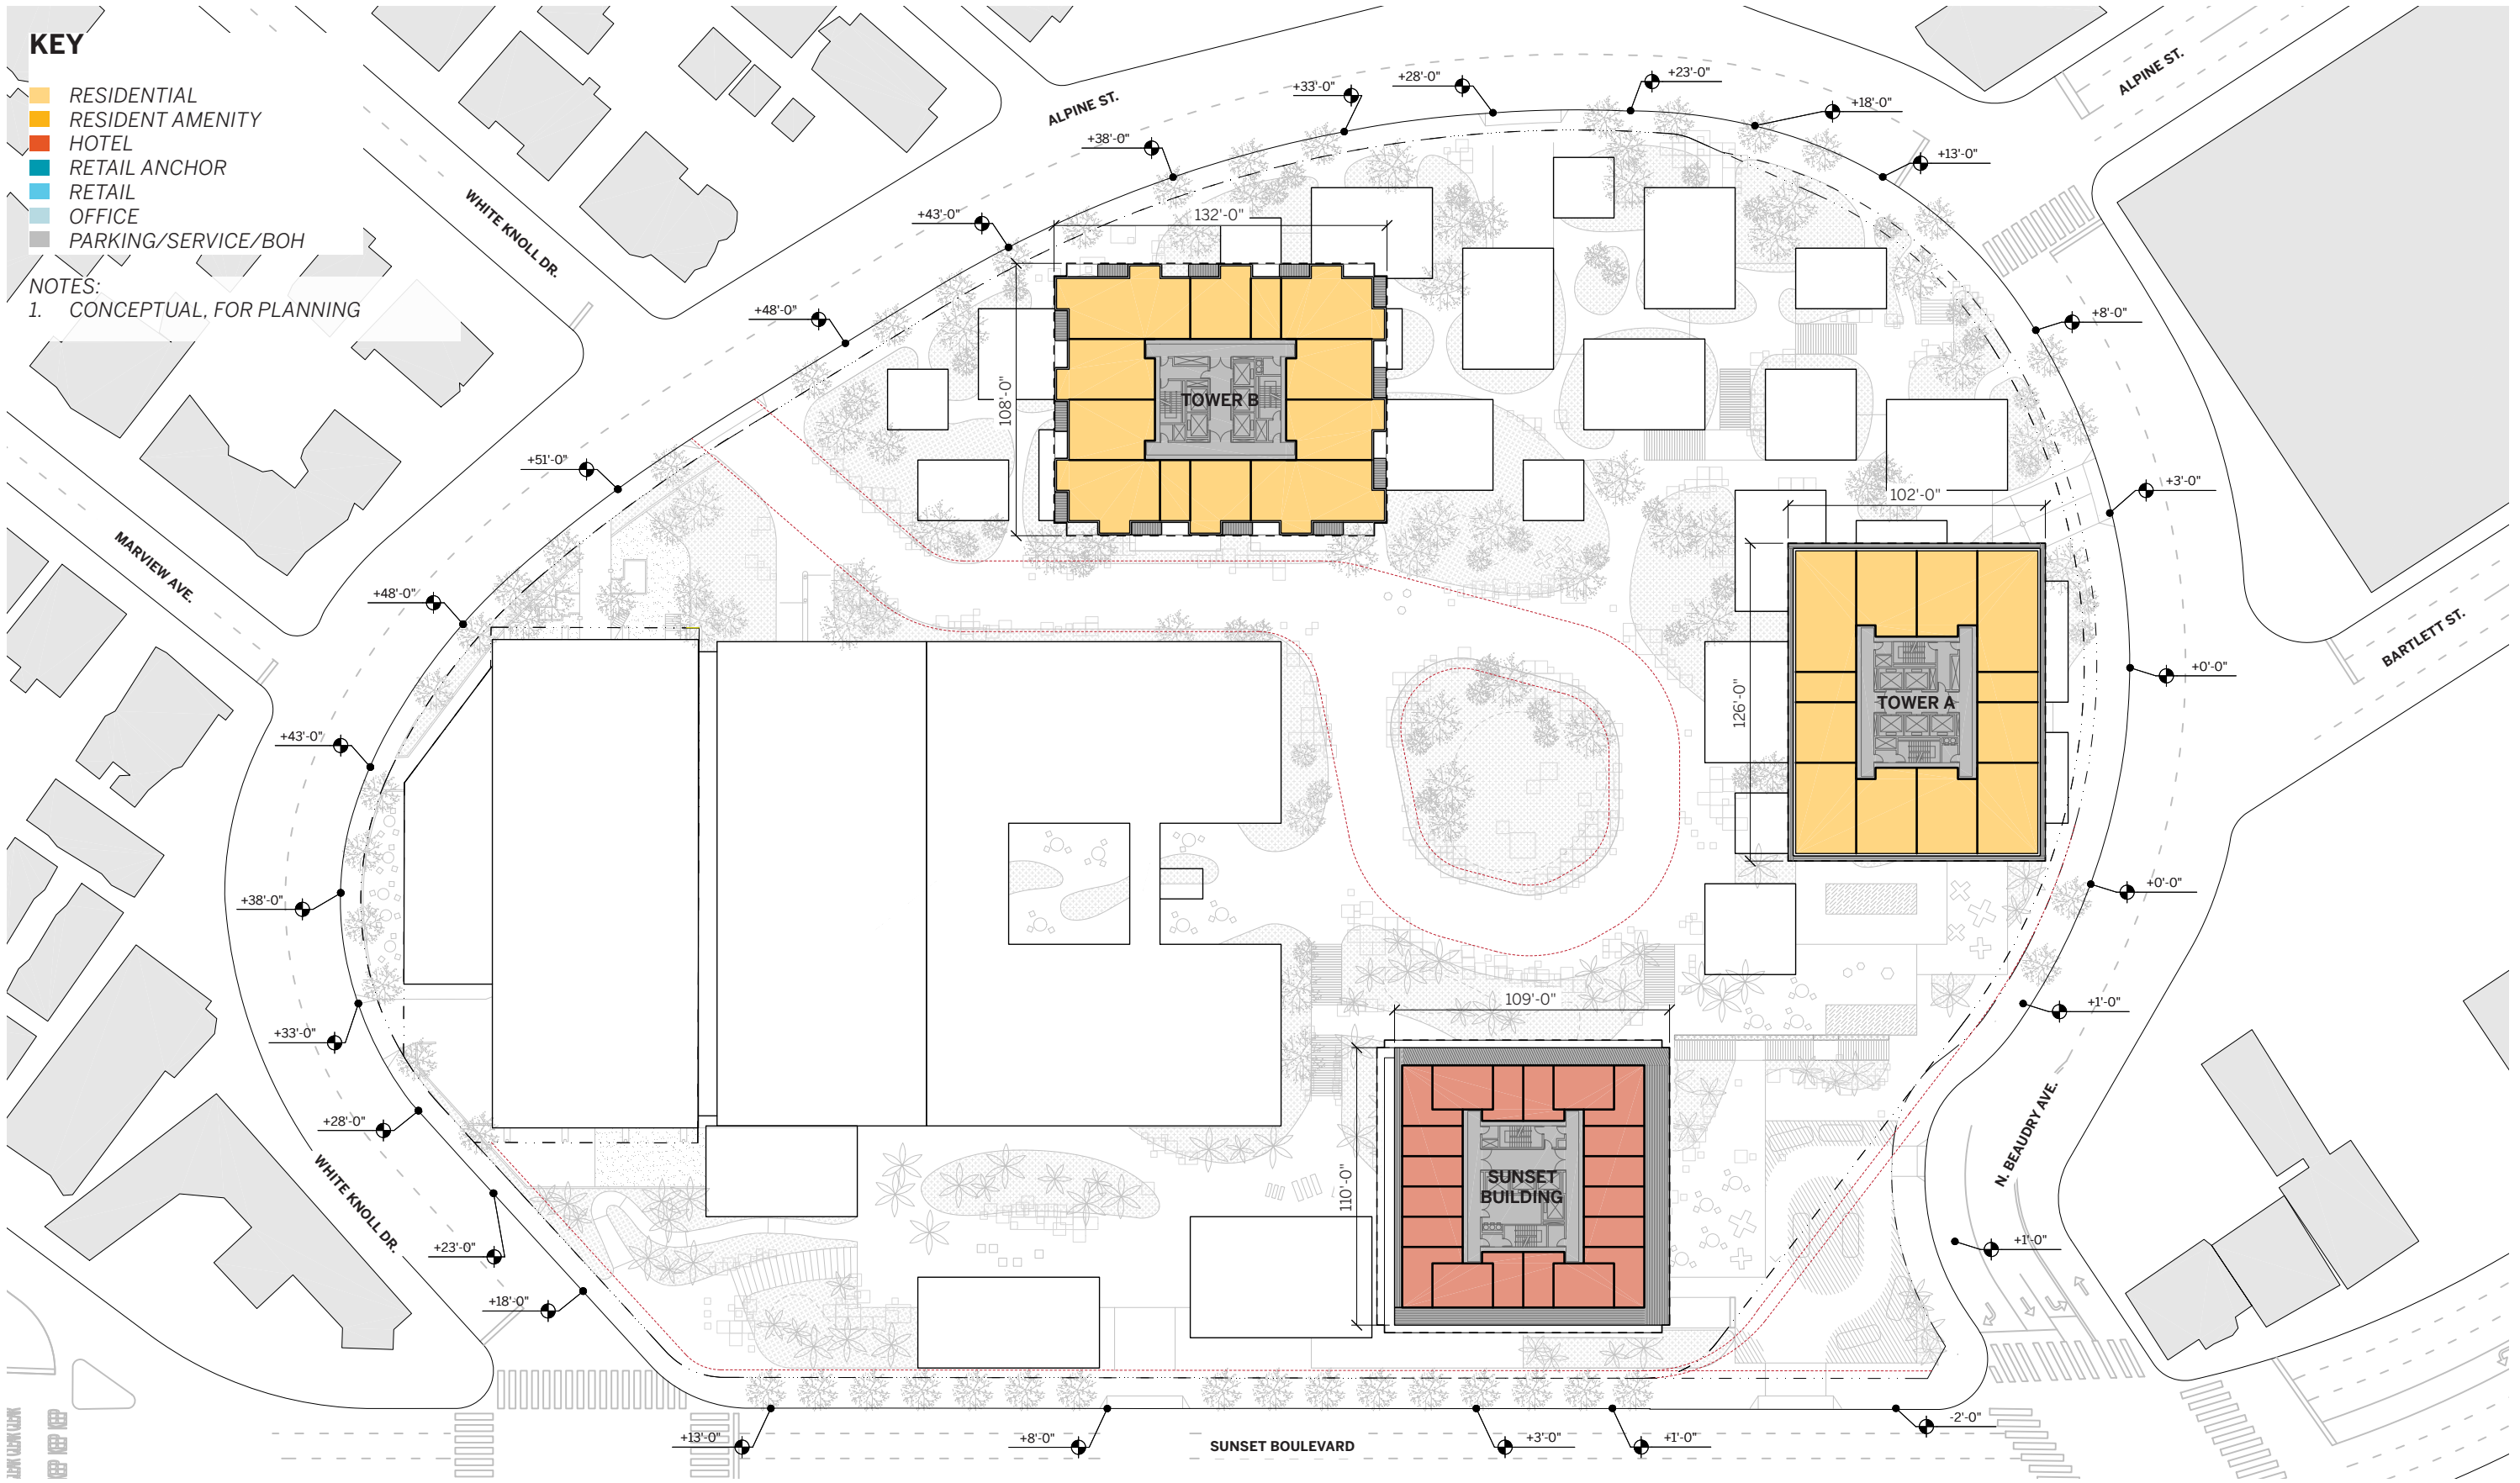 KEY
RESIDENTIAL
RESIDENT AMENITY
HOTEL
RETAIL ANCHOR
RETAIL
OFFICE
PARKING/SERVICE/BOH
NOTES:
1. CONCEPTUAL, FOR PLANNING
ALPINE ST.
ALPINE ST.
WHITE KNOLL DR.
MARVIEW AVE.
WHITE KNOLL DR.
BARTLETT ST.
N. BEAUDRY AVE.
SUNSET BOULEVARD
+33'-0"
+28'-0"
+23'-0"
+18'-0"
+13'-0"
+38'-0"
+43'-0"
+48'-0"
+51'-0"
+48'-0"
+43'-0"
+38'-0"
+33'-0"
+28'-0"
+23'-0"
+18'-0"
+13'-0"
+8'-0"
+3'-0"
+1'-0"
-2'-0"
+8'-0"
+3'-0"
+0'-0"
+0'-0"
+1'-0"
+1'-0"
132'-0"
108'-0"
TOWER B
102'-0"
126'-0"
TOWER A
109'-0"
110'-0"
SUNSET
BUILDING